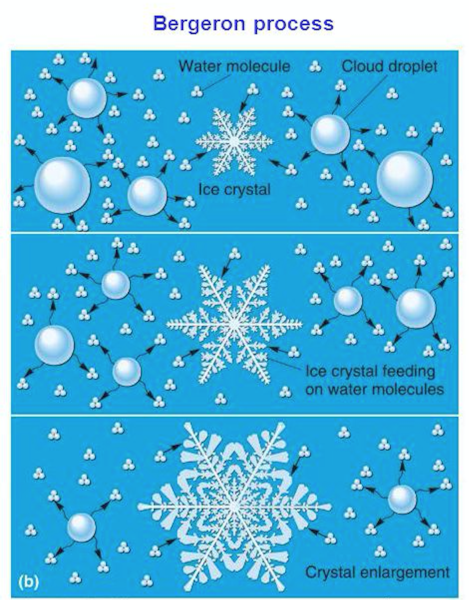 Bergeron process
Water molecule
Cloud droplet
Ice crystal
Ice crystal feeding
on water molecules
Crystal enlargement
(b)